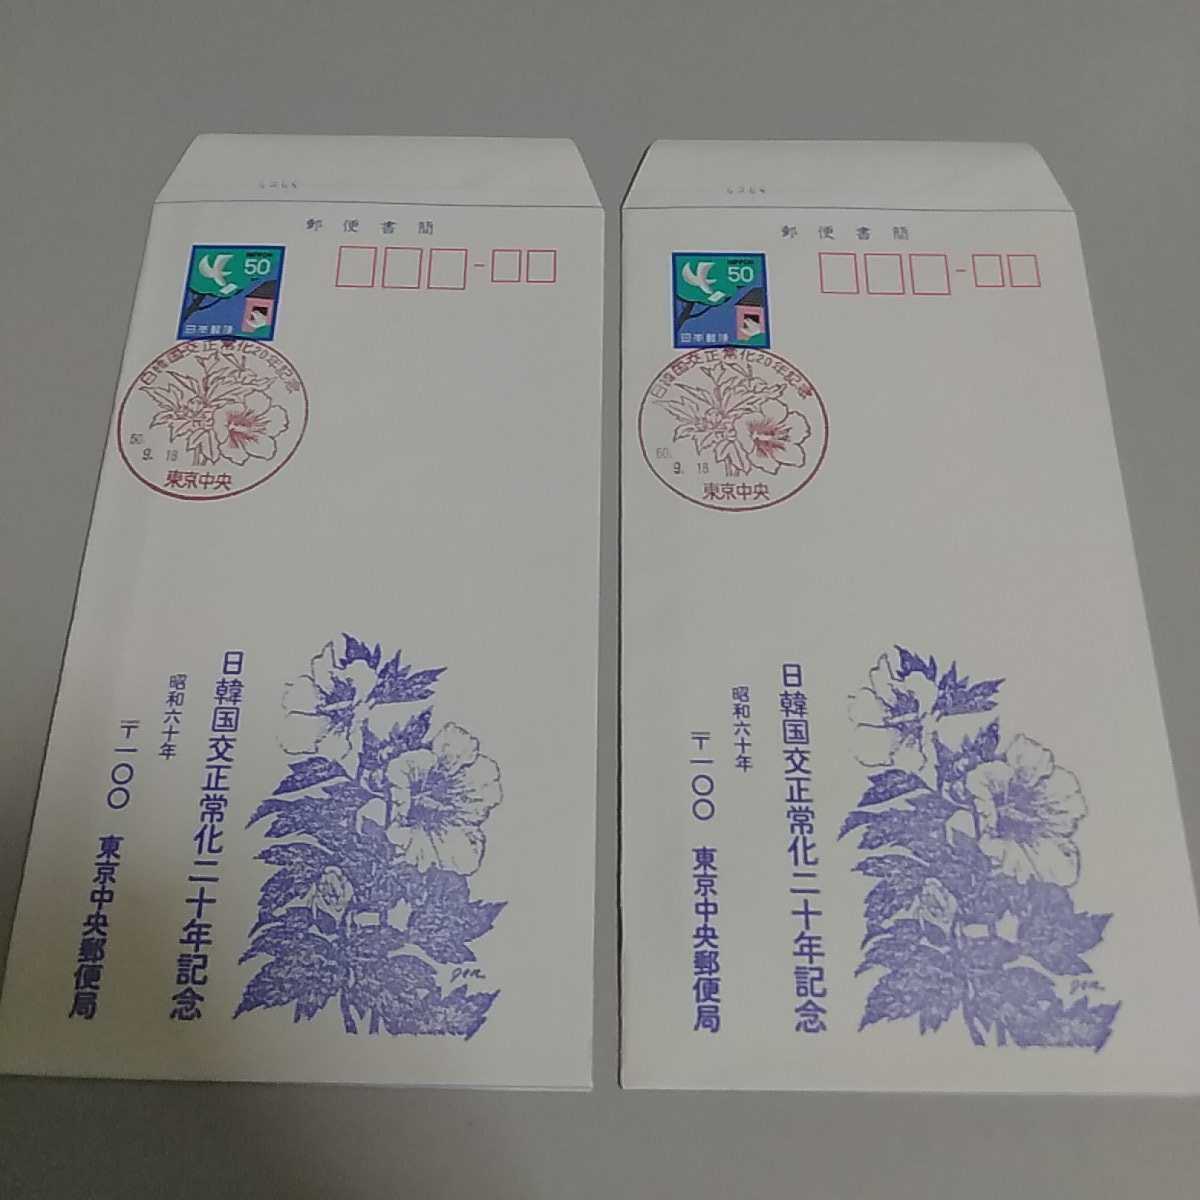 郵便書簡
NIPPON
50
日本郵便
日韓国交正常化20年記念
60.
9. 18
東京中央
日韓国交正常化二十年記念
昭和六十年
〒一〇〇 東京中央郵便局
郵便書簡
NIPPON
50
日本郵便
日韓国交正常化20年記念
60.
9. 18
東京中央
日韓国交正常化二十年記念
昭和六十年
〒一〇〇 東京中央郵便局